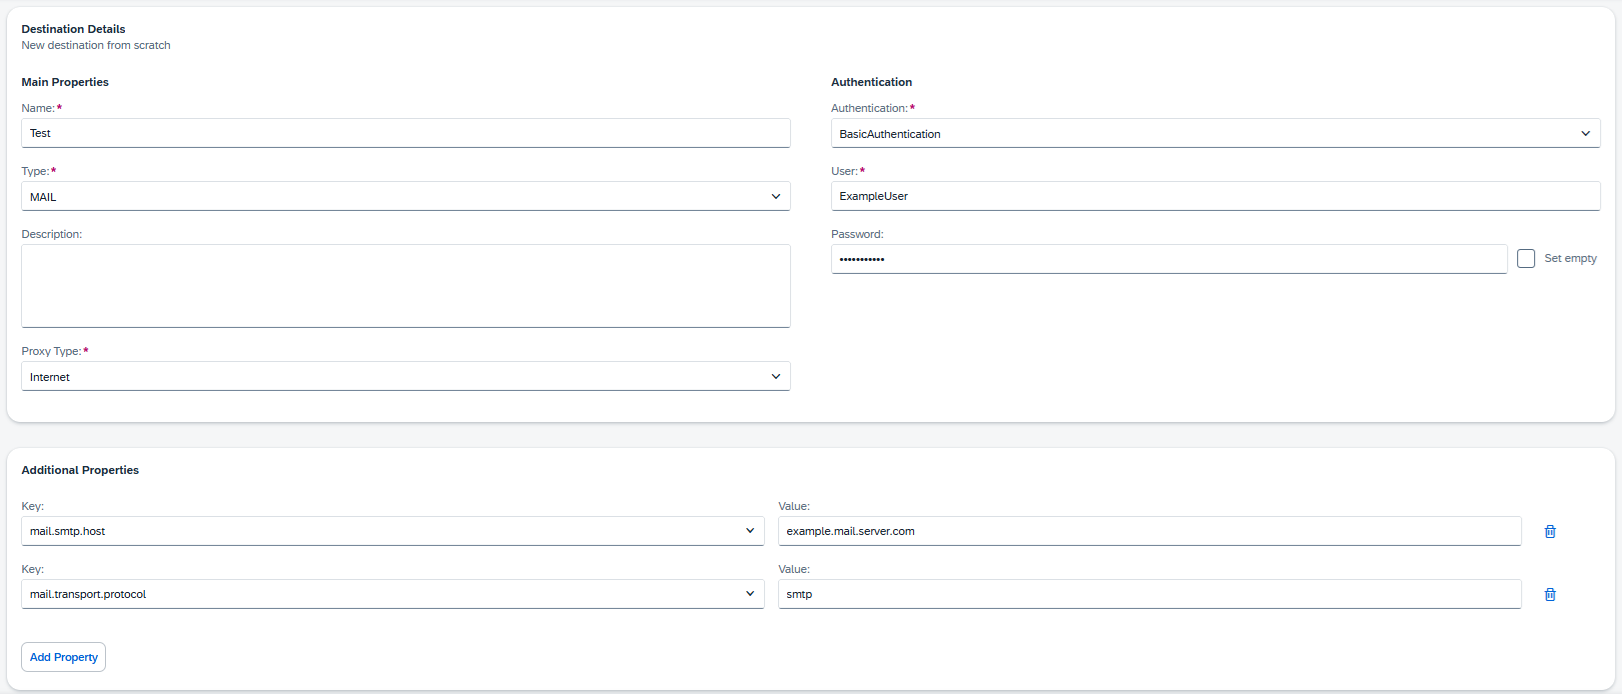 Destination Details
New destination from scratch
Main Properties
Name:*
Test
Type:*
MAIL
Description:
Proxy Type:*
Internet
Authentication
Authentication:*
BasicAuthentication
User:*
ExampleUser
Password:
•••••••••••
Set empty
Additional Properties
Key:
Value:
mail.smtp.host
example.mail.server.com
Key:
Value:
mail.transport.protocol
smtp
Add Property